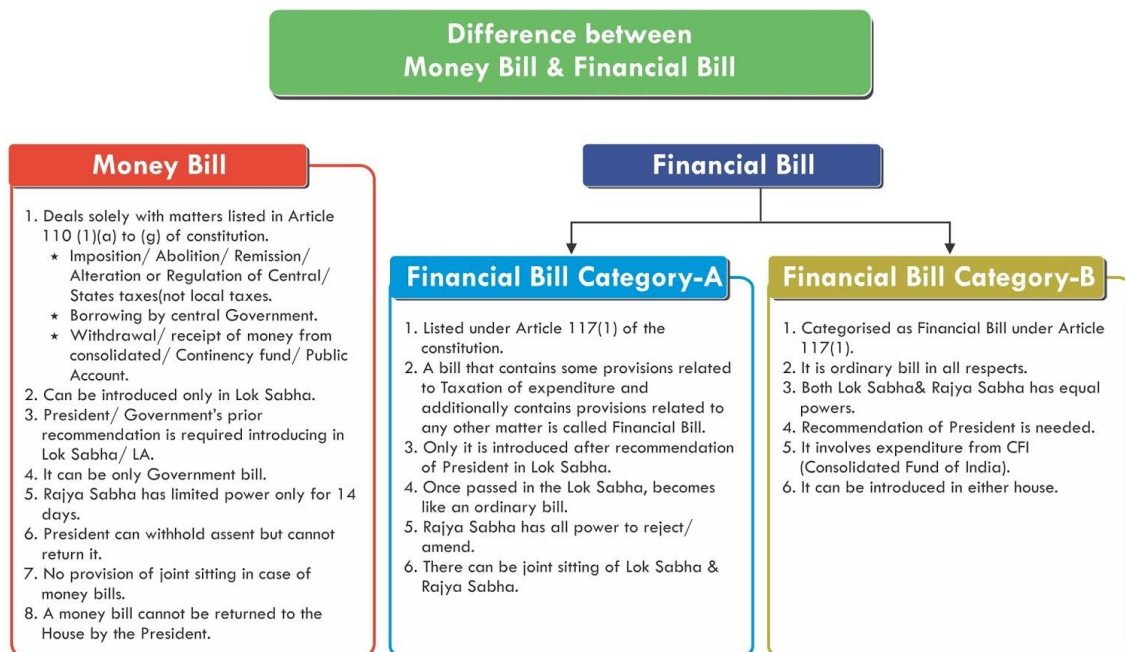 Difference between
Money Bill & Financial Bill
Money Bill
1. Deals solely with matters listed in Article
110 (1)(a) to (g) of constitution.
★ Imposition/ Abolition/ Remission/
Alteration or Regulation of Central/
States taxes(not local taxes.
★ Borrowing by central Government.
★ Withdrawal/ receipt of money from
consolidated/ Continency fund/ Public
Account.
2. Can be introduced only in Lok Sabha.
3. President/ Government's prior
recommendation is required introducing in
Lok Sabha/ LA.
4. It can be only Government bill.
5. Rajya Sabha has limited power only for 14
days.
6. President can withhold assent but cannot
return it.
7. No provision of joint sitting in case of
money bills.
8. A money bill cannot be returned to the
House by the President.
Financial Bill
Financial Bill Category-A
1. Listed under Article 117(1) of the
constitution.
2. A bill that contains some provisions related
to Taxation of expenditure and
additionally contains provisions related to
any other matter is called Financial Bill.
3. Only it is introduced after recommendation
of President in Lok Sabha.
4. Once passed in the Lok Sabha, becomes
like an ordinary bill.
5. Rajya Sabha has all power to reject/
amend.
6. There can be joint sitting of Lok Sabha &
Rajya Sabha.
Financial Bill Category-B
1. Categorised as Financial Bill under Article
117(1).
2. It is ordinary bill in all respects.
3. Both Lok Sabha& Rajya Sabha has equal
powers.
4. Recommendation of President is needed.
5. It involves expenditure from CFI
(Consolidated Fund of India).
6. It can be introduced in either house.